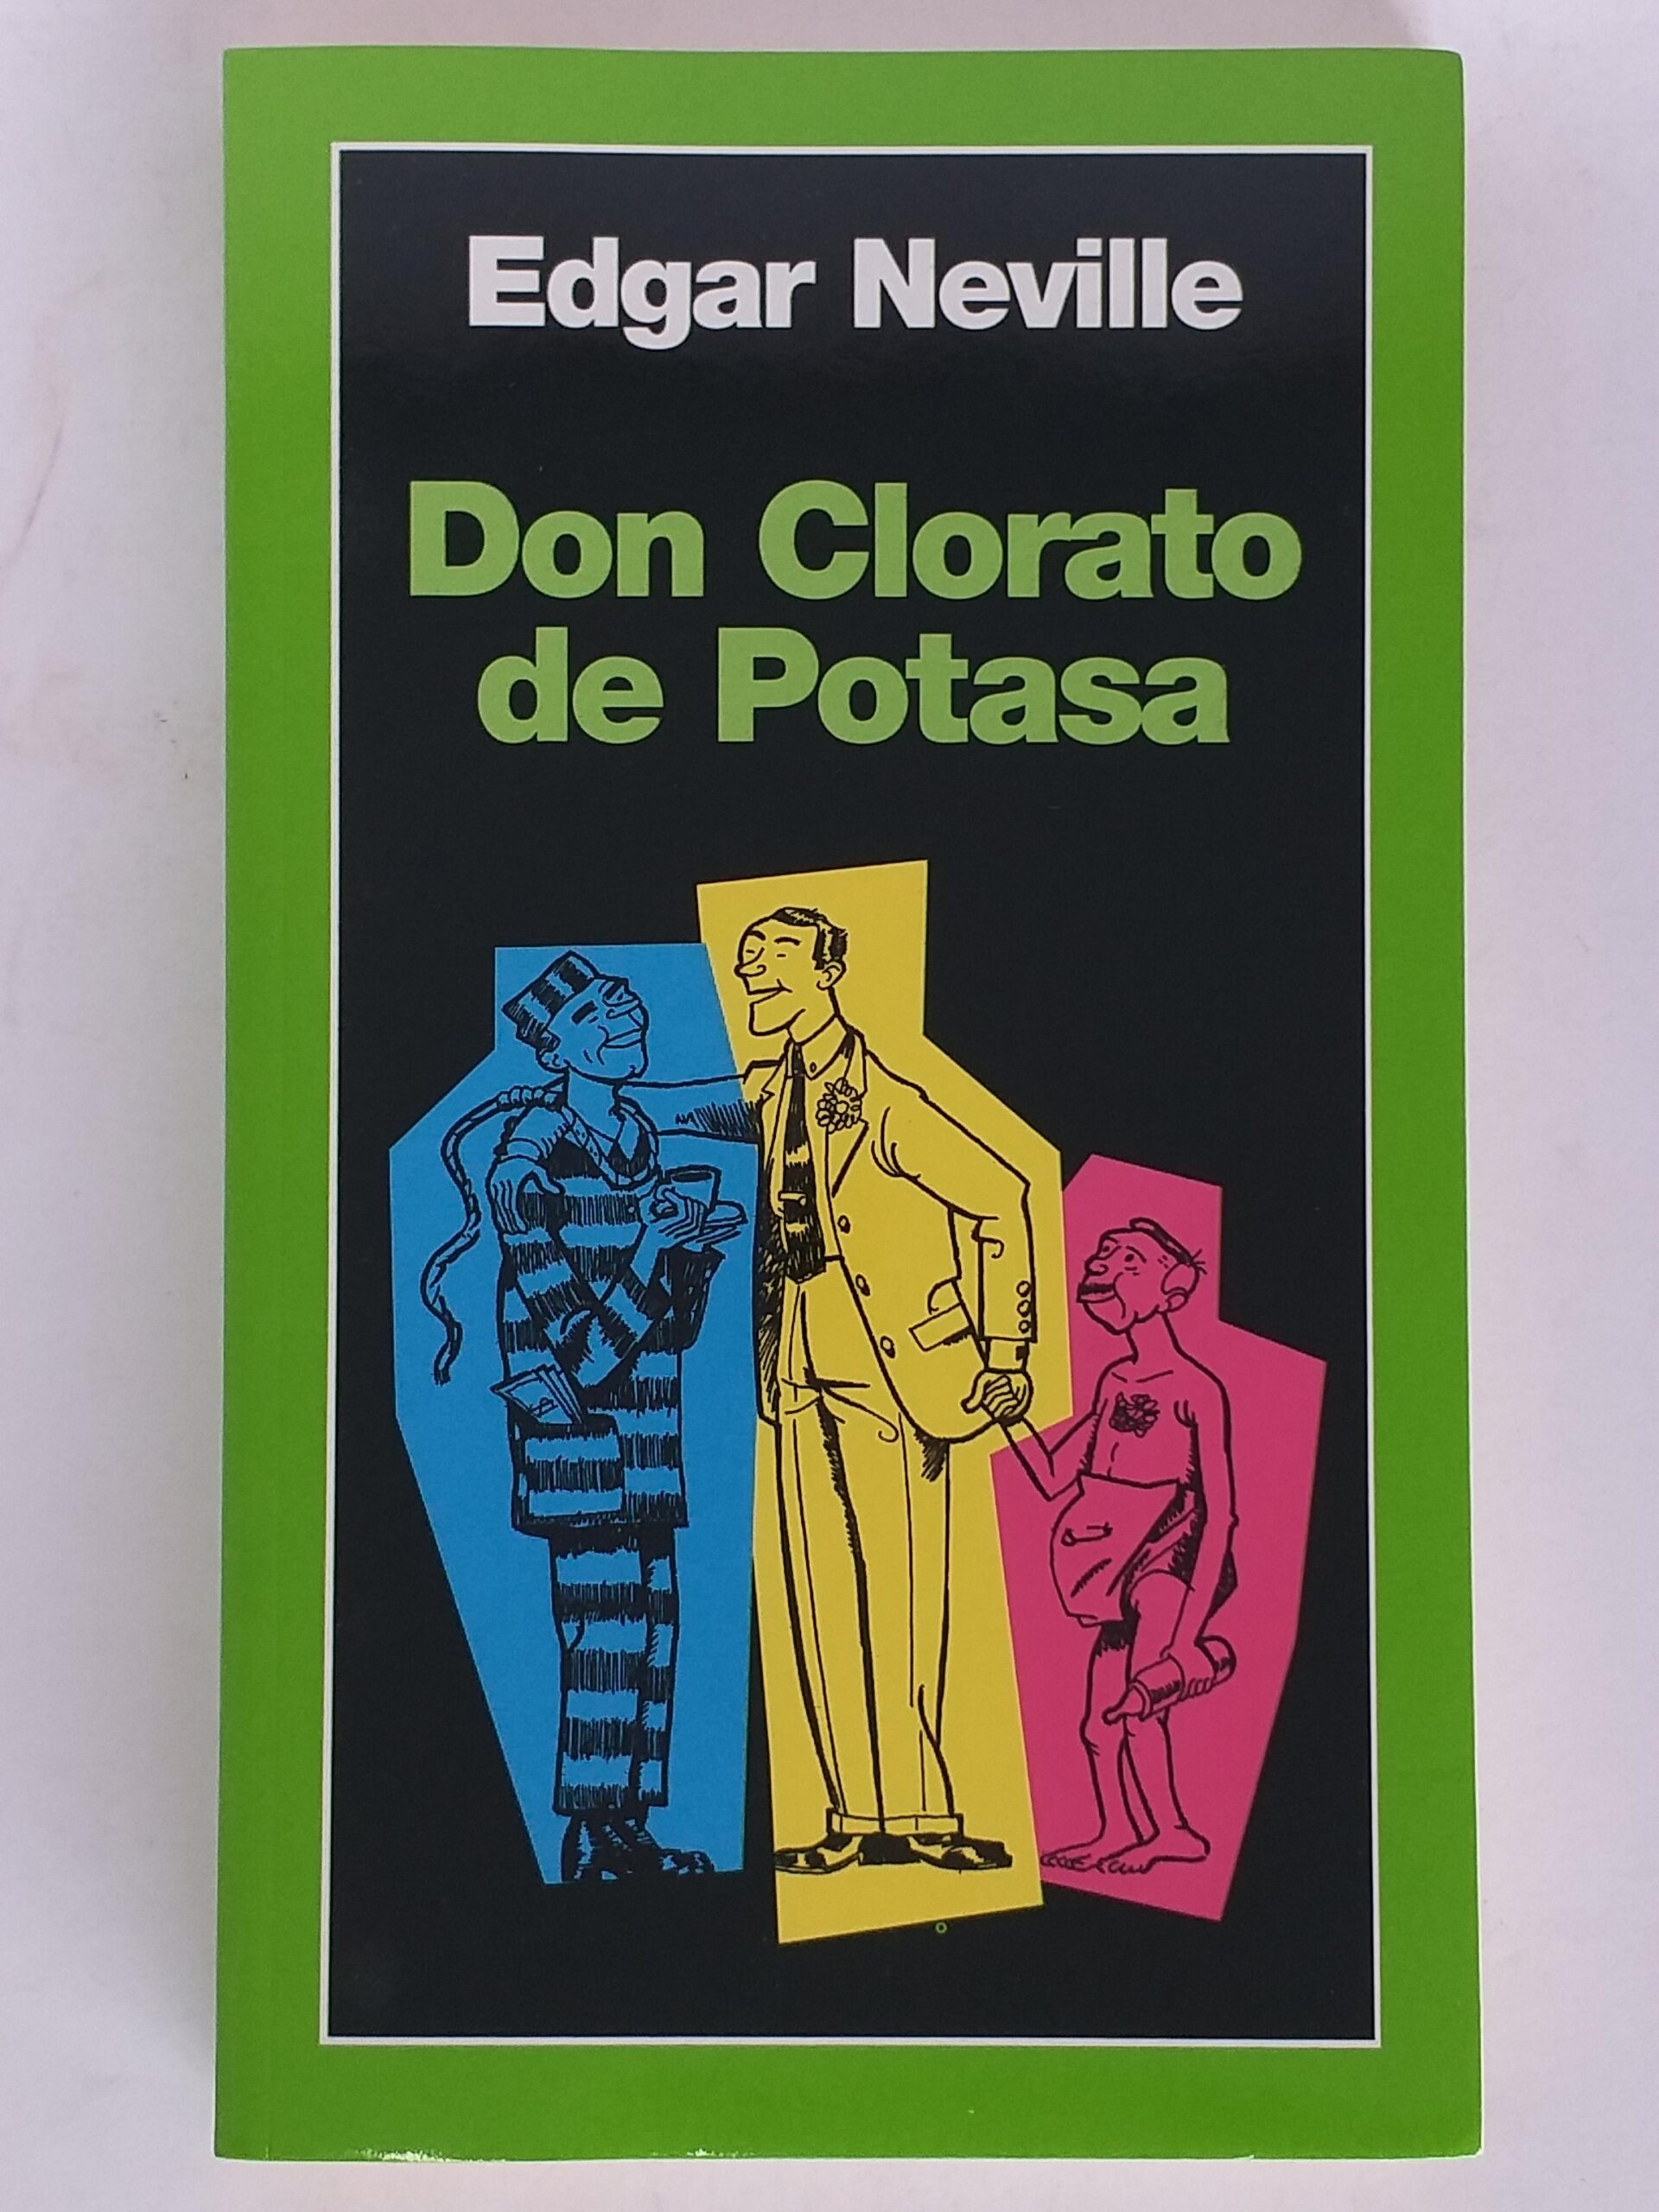 Edgar Neville
Don Clorato
de Potasa